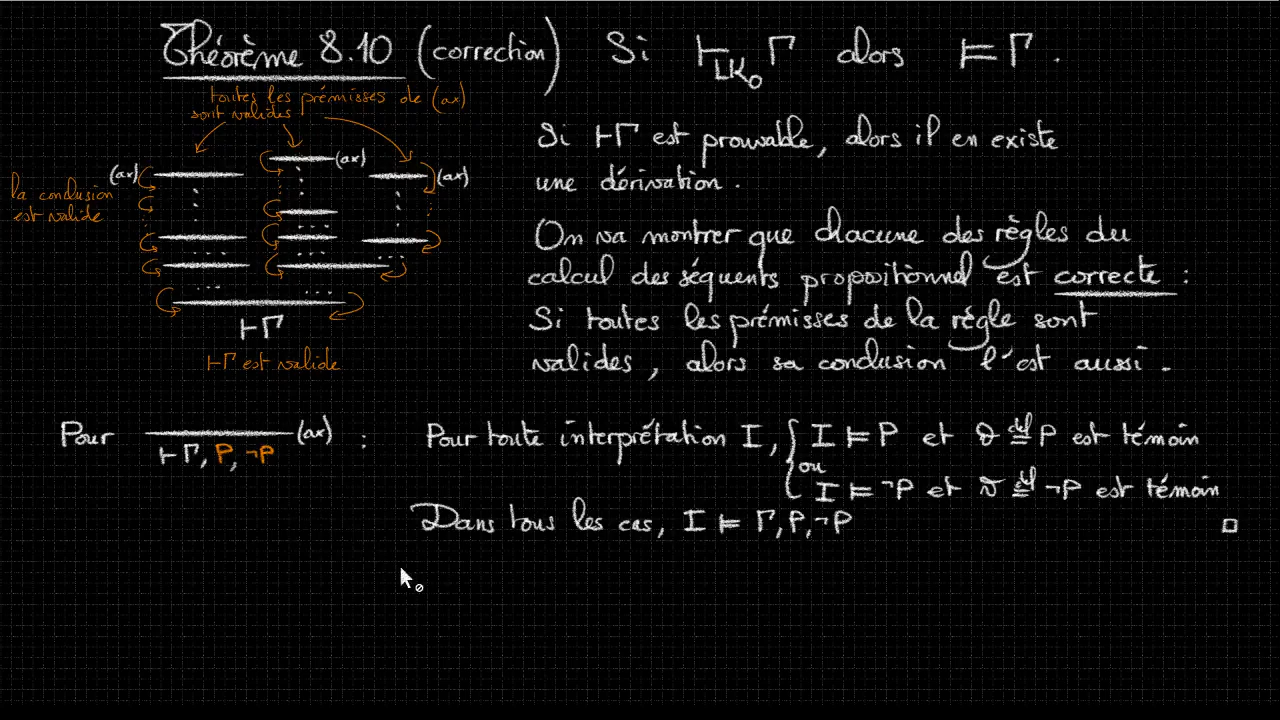 Théorème 8.10 (correction) Si ⊢LK₀ Γ alors ⊨ Γ.
toutes les prémisses de (ax)
sont valides
(ax) (ax) (ax)
la conclusion
est valide
⊢Γ
⊢Γ est valide
Si ⊢Γ est prouvable, alors il en existe
une dérivation.
On va montrer que chacune des règles du
calcul des séquents propositionnel est correcte :
Si toutes les prémisses de la règle sont
valides, alors sa conclusion l'est aussi.
Pour ⊢Γ, P, ¬P (ax) : Pour toute interprétation I, { I ⊨ P et ϑ ≝ P est témoin
ou
I ⊨ ¬P et ϑ ≝ ¬P est témoin
Dans tous les cas, I ⊨ Γ, P, ¬P □